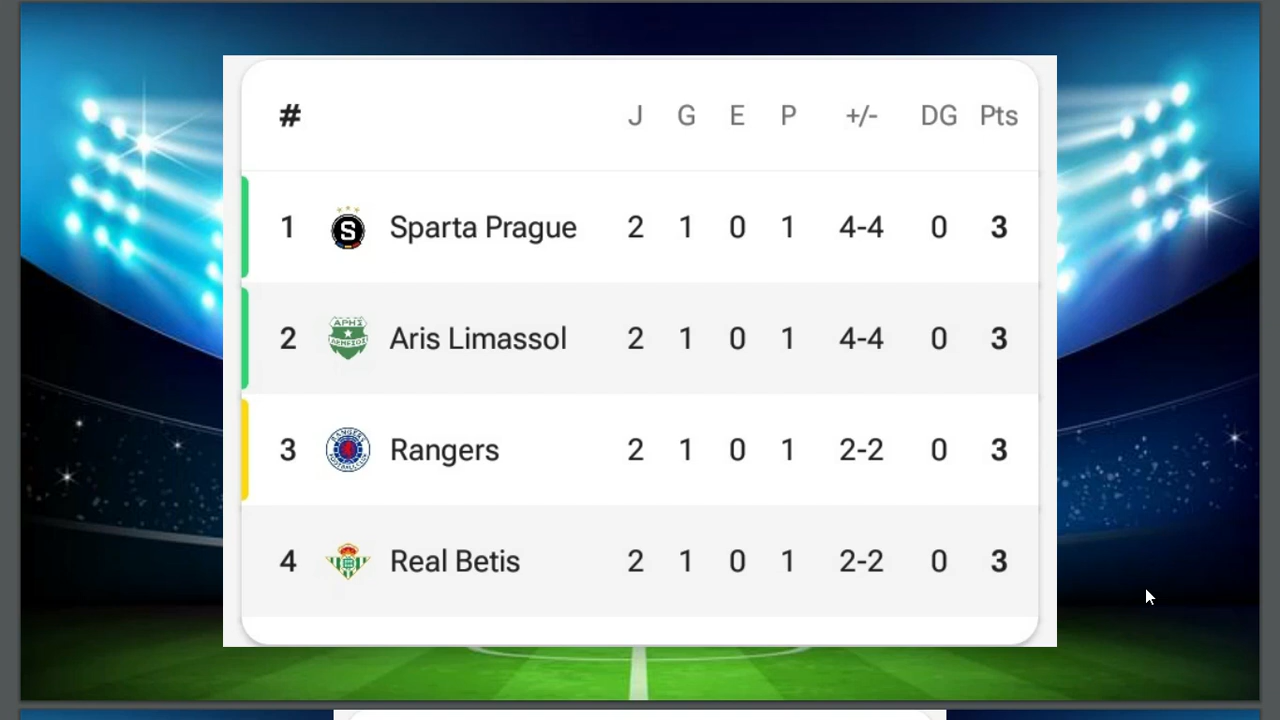 # J G E P +/- DG Pts
1 S Sparta Prague 2 1 0 1 4-4 0 3
2 ΑΡΗΣ ΛΕΜΕΣΟΣ Aris Limassol 2 1 0 1 4-4 0 3
3 Rangers 2 1 0 1 2-2 0 3
4 Real Betis 2 1 0 1 2-2 0 3